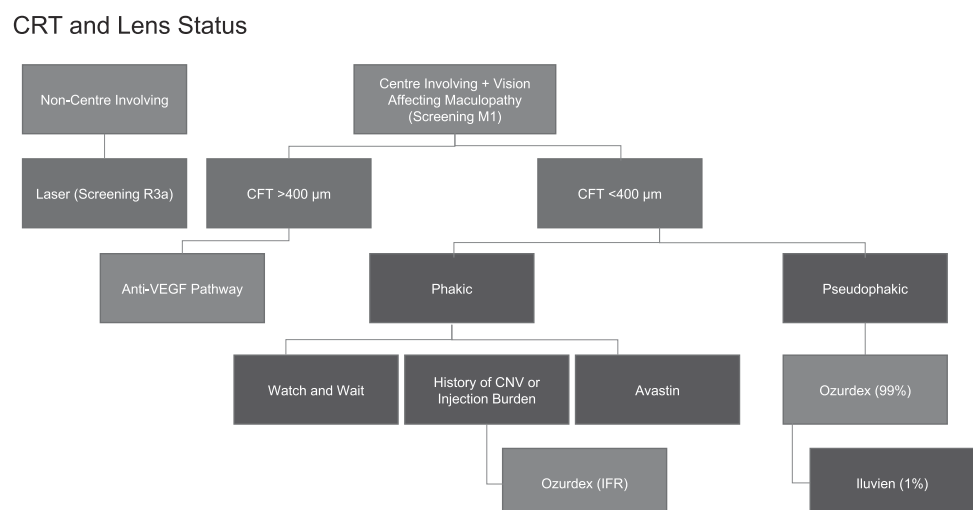 CRT and Lens Status
Non-Centre Involving
Centre Involving + Vision
Affecting Maculopathy
(Screening M1)
Laser (Screening R3a)
CFT >400 µm
CFT <400 µm
Anti-VEGF Pathway
Phakic
Pseudophakic
Watch and Wait
History of CNV or
Injection Burden
Avastin
Ozurdex (99%)
Ozurdex (IFR)
Iluvien (1%)